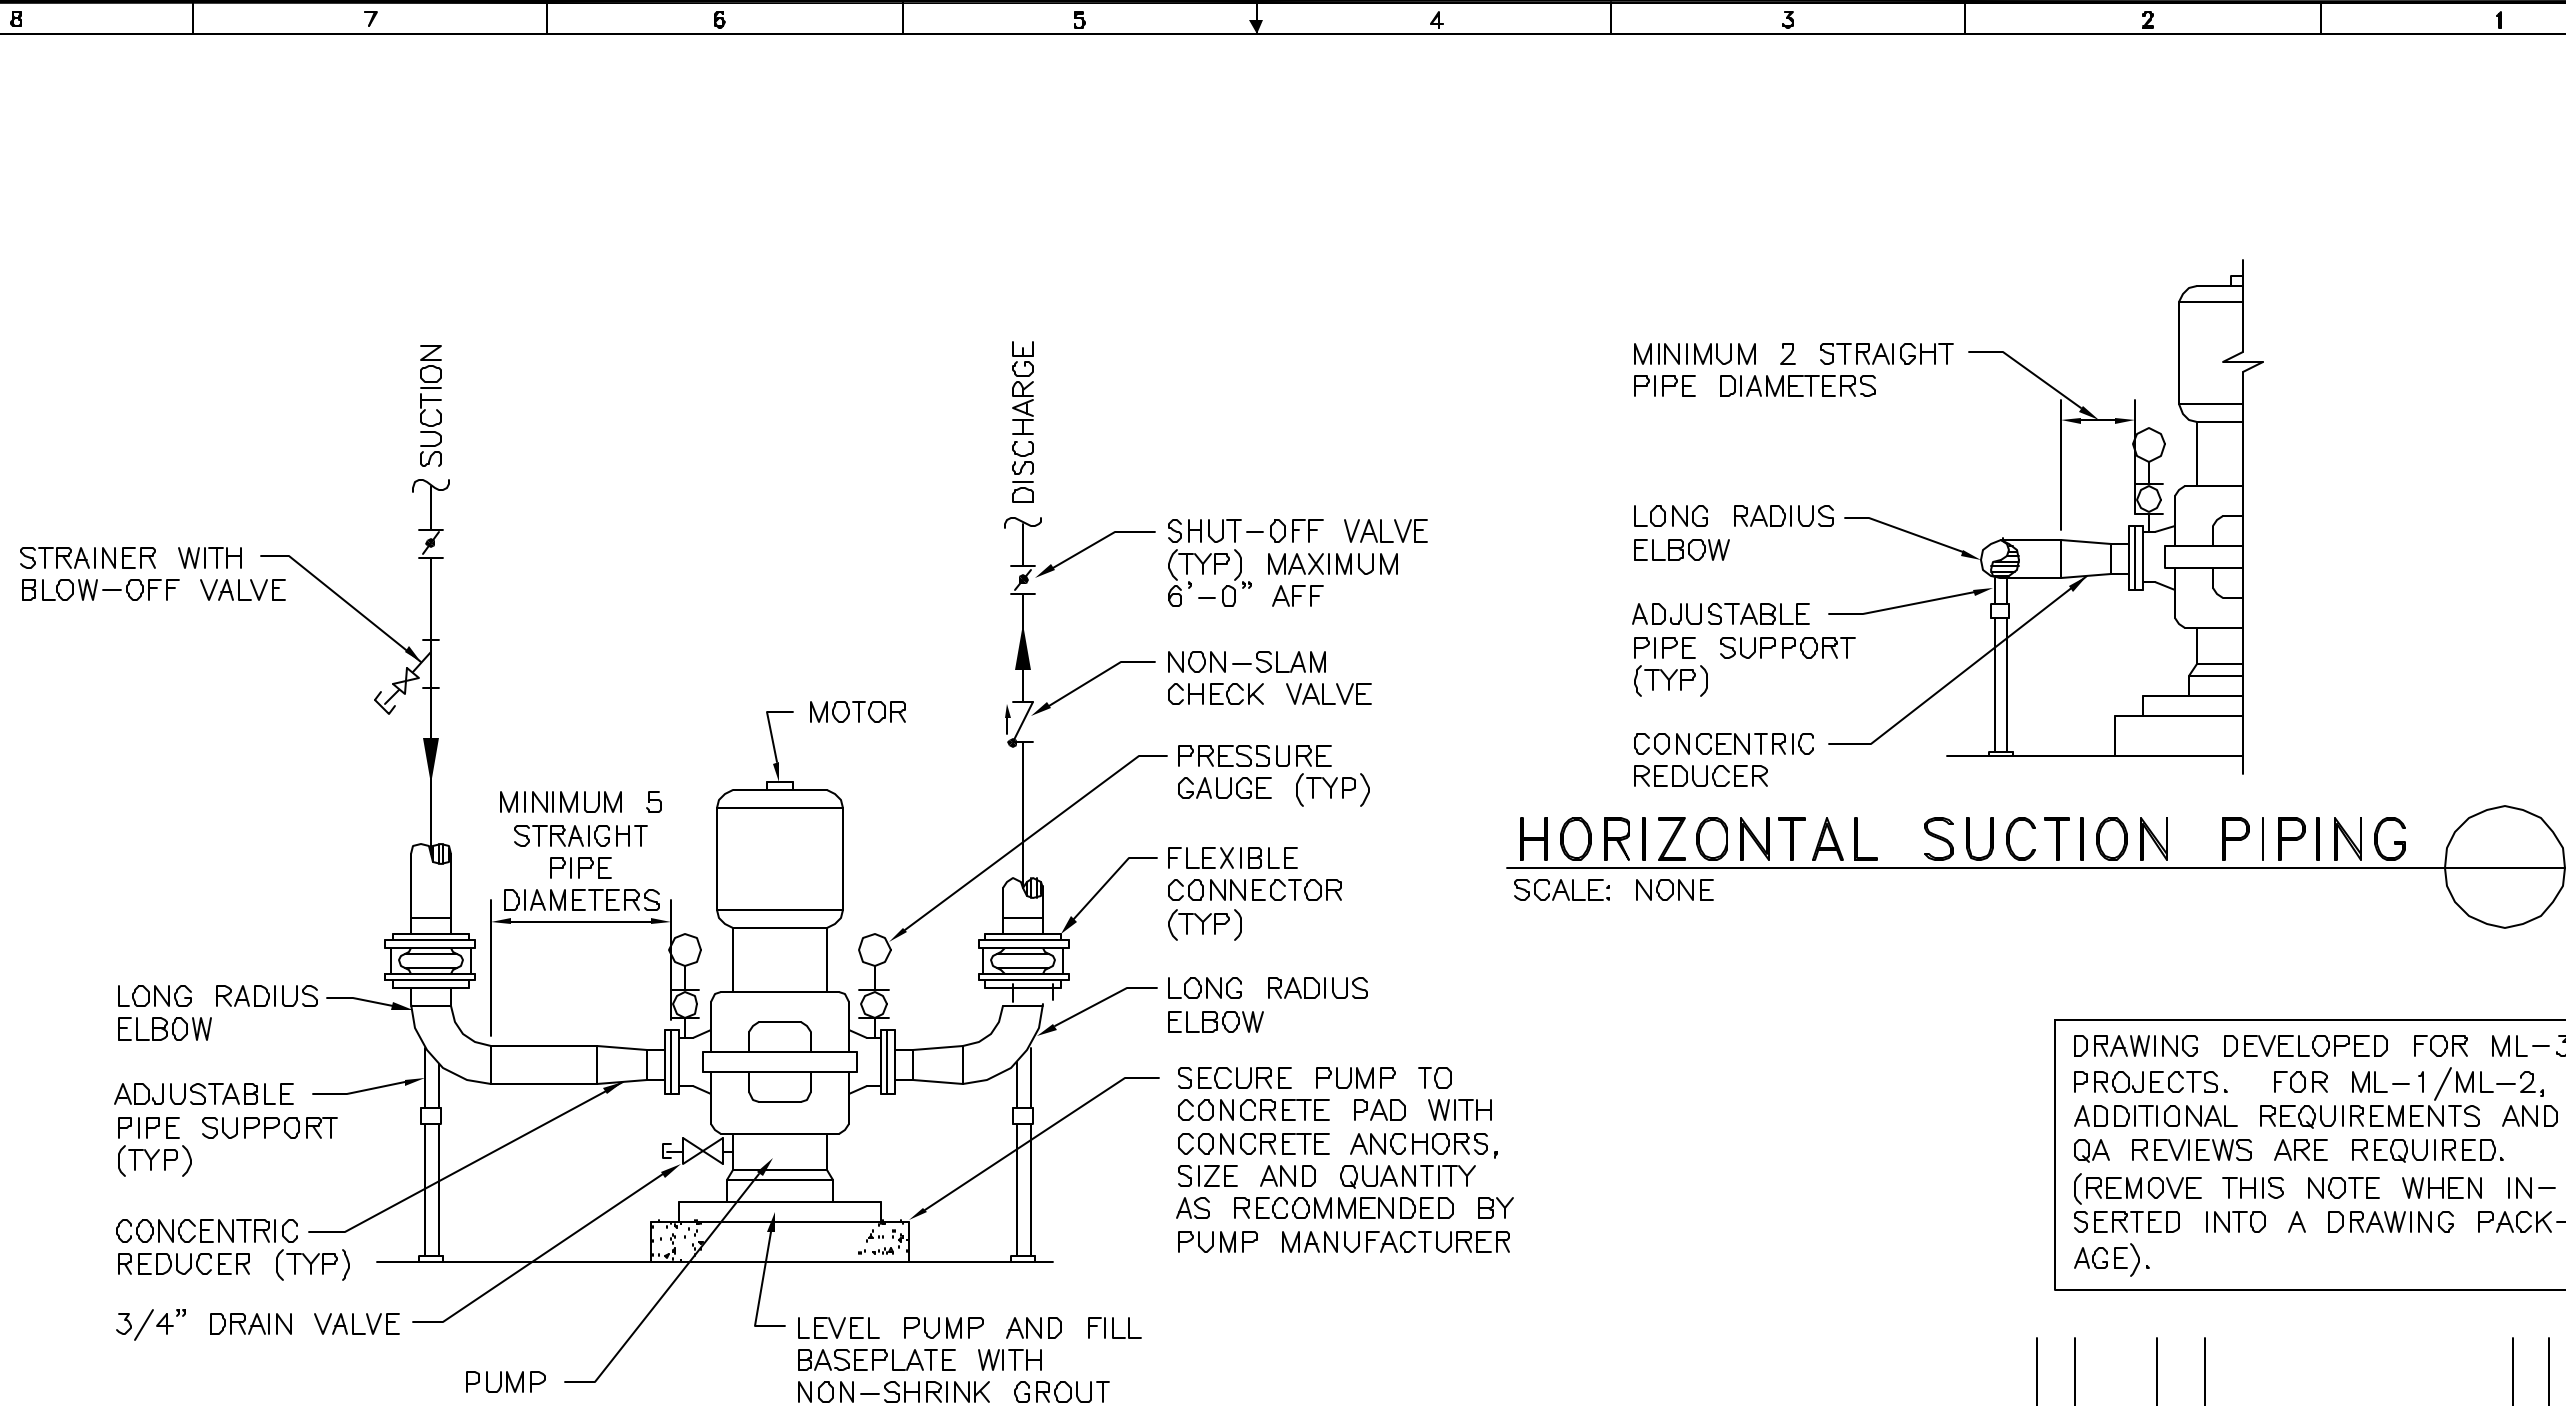 8 7 6 5 4 3 2 1
SUCTION
DISCHARGE
STRAINER WITH
BLOW-OFF VALVE
SHUT-OFF VALVE
(TYP) MAXIMUM
6'-0" AFF
NON-SLAM
CHECK VALVE
MOTOR
PRESSURE
GAUGE (TYP)
MINIMUM 5
STRAIGHT
PIPE
DIAMETERS
FLEXIBLE
CONNECTOR
(TYP)
LONG RADIUS
ELBOW
LONG RADIUS
ELBOW
ADJUSTABLE
PIPE SUPPORT
(TYP)
SECURE PUMP TO
CONCRETE PAD WITH
CONCRETE ANCHORS,
SIZE AND QUANTITY
AS RECOMMENDED BY
PUMP MANUFACTURER
CONCENTRIC
REDUCER (TYP)
3/4" DRAIN VALVE
PUMP
LEVEL PUMP AND FILL
BASEPLATE WITH
NON-SHRINK GROUT
MINIMUM 2 STRAIGHT
PIPE DIAMETERS
LONG RADIUS
ELBOW
ADJUSTABLE
PIPE SUPPORT
(TYP)
CONCENTRIC
REDUCER
HORIZONTAL SUCTION PIPING
SCALE: NONE
DRAWING DEVELOPED FOR ML-3
PROJECTS. FOR ML-1/ML-2,
ADDITIONAL REQUIREMENTS AND
QA REVIEWS ARE REQUIRED.
(REMOVE THIS NOTE WHEN IN-
SERTED INTO A DRAWING PACK-
AGE).